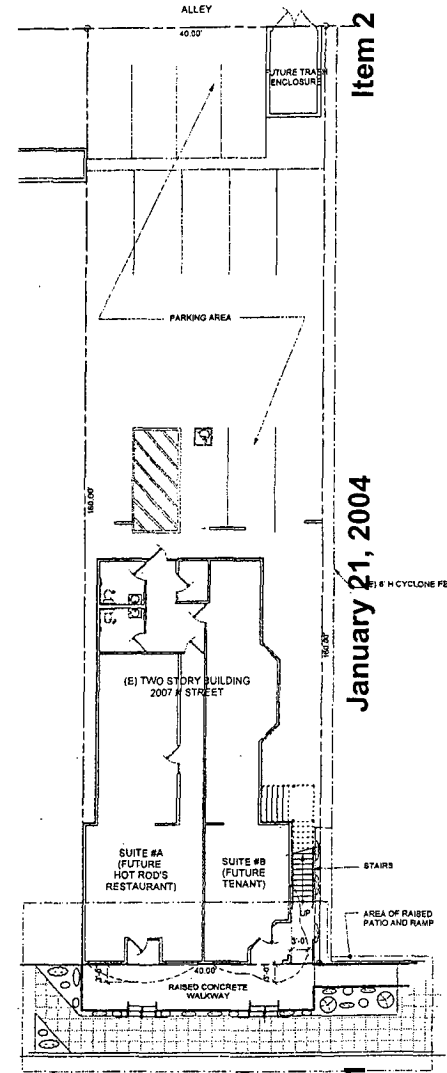 ALLEY
40.00'
FUTURE TRASH
ENCLOSURE
Item 2
PARKING AREA
160.00'
January 21, 2004
(E) 6' H CYCLONE FE
160.00'
(E) TWO STORY BUILDING
2007 K STREET
SUITE #A
(FUTURE
HOT ROD'S
RESTAURANT)
SUITE #B
(FUTURE
TENANT)
STAIRS
UP
AREA OF RAISED
PATIO AND RAMP
40.00'
RAISED CONCRETE
WALKWAY